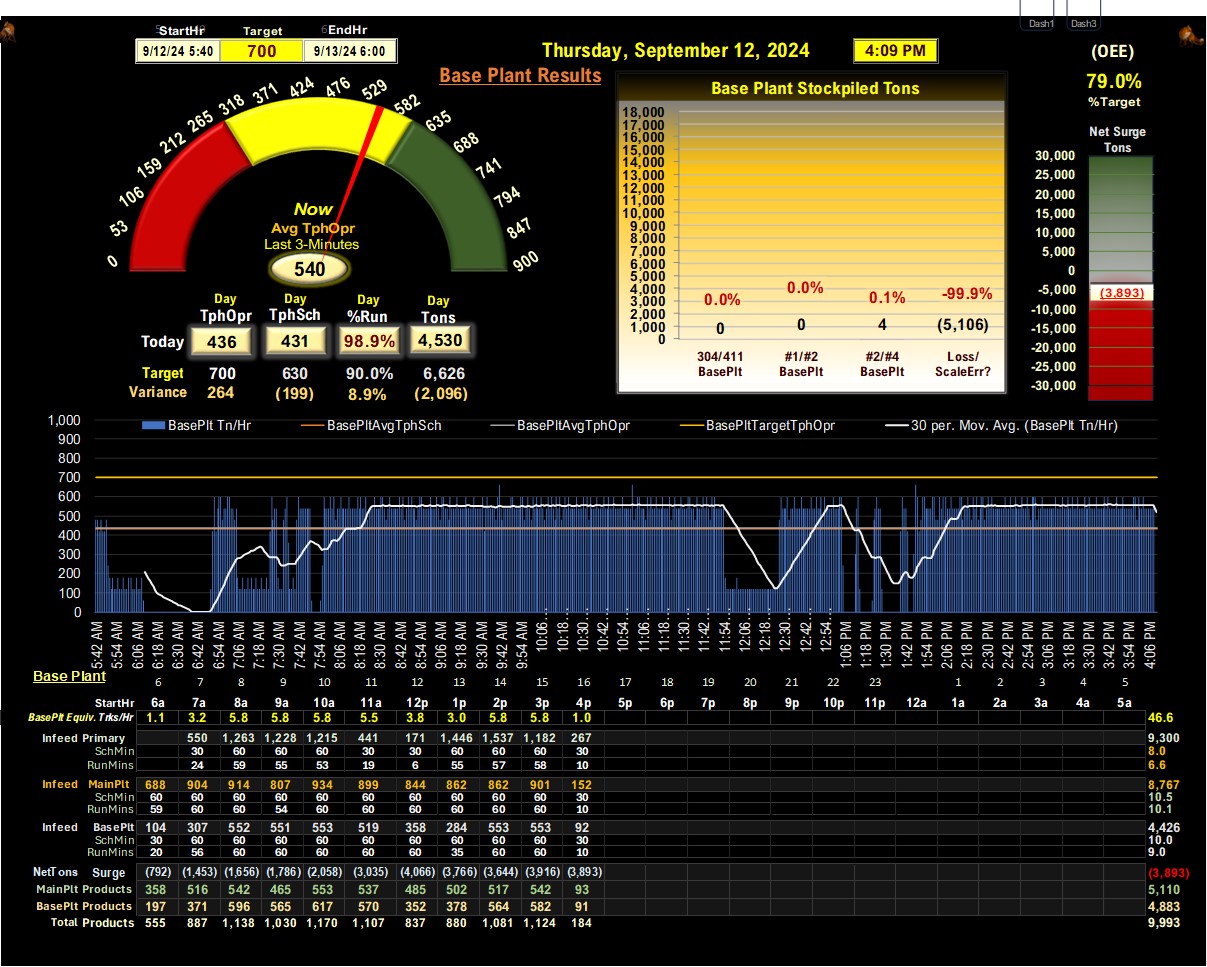 Dash1 Dash3
StartHr Target EndHr
9/12/24 5:40 700 9/13/24 6:00
Thursday, September 12, 2024 4:09 PM
(OEE)
79.0%
%Target
Base Plant Results
0 53 106 159 212 265 318 371 424 476 529 582 635 688 741 794 847 900
Now
Avg TphOpr
Last 3-Minutes
540
Day TphOpr Day TphSch Day %Run Day Tons
Today 436 431 98.9% 4,530
Target 700 630 90.0% 6,626
Variance 264 (199) 8.9% (2,096)
Base Plant Stockpiled Tons
18,000
17,000
16,000
15,000
14,000
13,000
12,000
11,000
10,000
9,000
8,000
7,000
6,000
5,000
4,000
3,000
2,000
1,000
0
0.0% 0.0% 0.1% -99.9%
0 0 4 (5,106)
304/411 BasePlt #1/#2 BasePlt #2/#4 BasePlt Loss/ ScaleErr?
Net Surge
Tons
30,000
25,000
20,000
15,000
10,000
5,000
0
-5,000
-10,000
-15,000
-20,000
-25,000
-30,000
(3,893)
BasePlt Tn/Hr BasePltAvgTphSch BasePltAvgTphOpr BasePltTargetTphOpr 30 per. Mov. Avg. (BasePlt Tn/Hr)
1,000
900
800
700
600
500
400
300
200
100
0
5:42 AM 5:54 AM 6:06 AM 6:18 AM 6:30 AM 6:42 AM 6:54 AM 7:06 AM 7:18 AM 7:30 AM 7:42 AM 7:54 AM 8:06 AM 8:18 AM 8:30 AM 8:42 AM 8:54 AM 9:06 AM 9:18 AM 9:30 AM 9:42 AM 9:54 AM 10:06... 10:18... 10:30... 10:42... 10:54... 11:06... 11:18... 11:30... 11:42... 11:54... 12:06... 12:18... 12:30... 12:42... 12:54... 1:06 PM 1:18 PM 1:30 PM 1:42 PM 1:54 PM 2:06 PM 2:18 PM 2:30 PM 2:42 PM 2:54 PM 3:06 PM 3:18 PM 3:30 PM 3:42 PM 3:54 PM 4:06 PM
Base Plant
6 7 8 9 10 11 12 13 14 15 16 17 18 19 20 21 22 23 1 2 3 4 5
StartHr 6a 7a 8a 9a 10a 11a 12p 1p 2p 3p 4p 5p 6p 7p 8p 9p 10p 11p 12a 1a 2a 3a 4a 5a
BasePlt Equiv. Trks/Hr 1.1 3.2 5.8 5.8 5.8 5.5 3.8 3.0 5.8 5.8 1.0 46.6
Infeed Primary 550 1,263 1,228 1,215 441 171 1,446 1,537 1,182 267 9,300
SchMin 30 60 60 60 30 30 60 60 60 30 8.0
RunMins 24 59 55 53 19 6 55 57 58 10 6.6
Infeed MainPlt 688 904 914 807 934 899 844 862 862 901 152 8,767
SchMin 60 60 60 60 60 60 60 60 60 60 30 10.5
RunMins 59 60 60 54 60 60 60 60 60 60 10 10.1
Infeed BasePlt 104 307 552 551 553 519 358 284 553 553 92 4,426
SchMin 30 60 60 60 60 60 60 60 60 60 30 10.0
RunMins 20 56 60 60 60 60 60 35 60 60 10 9.0
NetTons Surge (792) (1,453) (1,656) (1,786) (2,058) (3,035) (4,066) (3,766) (3,644) (3,916) (3,893) (3,893)
MainPlt Products 358 516 542 465 553 537 485 502 517 542 93 5,110
BasePlt Products 197 371 596 565 617 570 352 378 564 582 91 4,883
Total Products 555 887 1,138 1,030 1,170 1,107 837 880 1,081 1,124 184 9,993